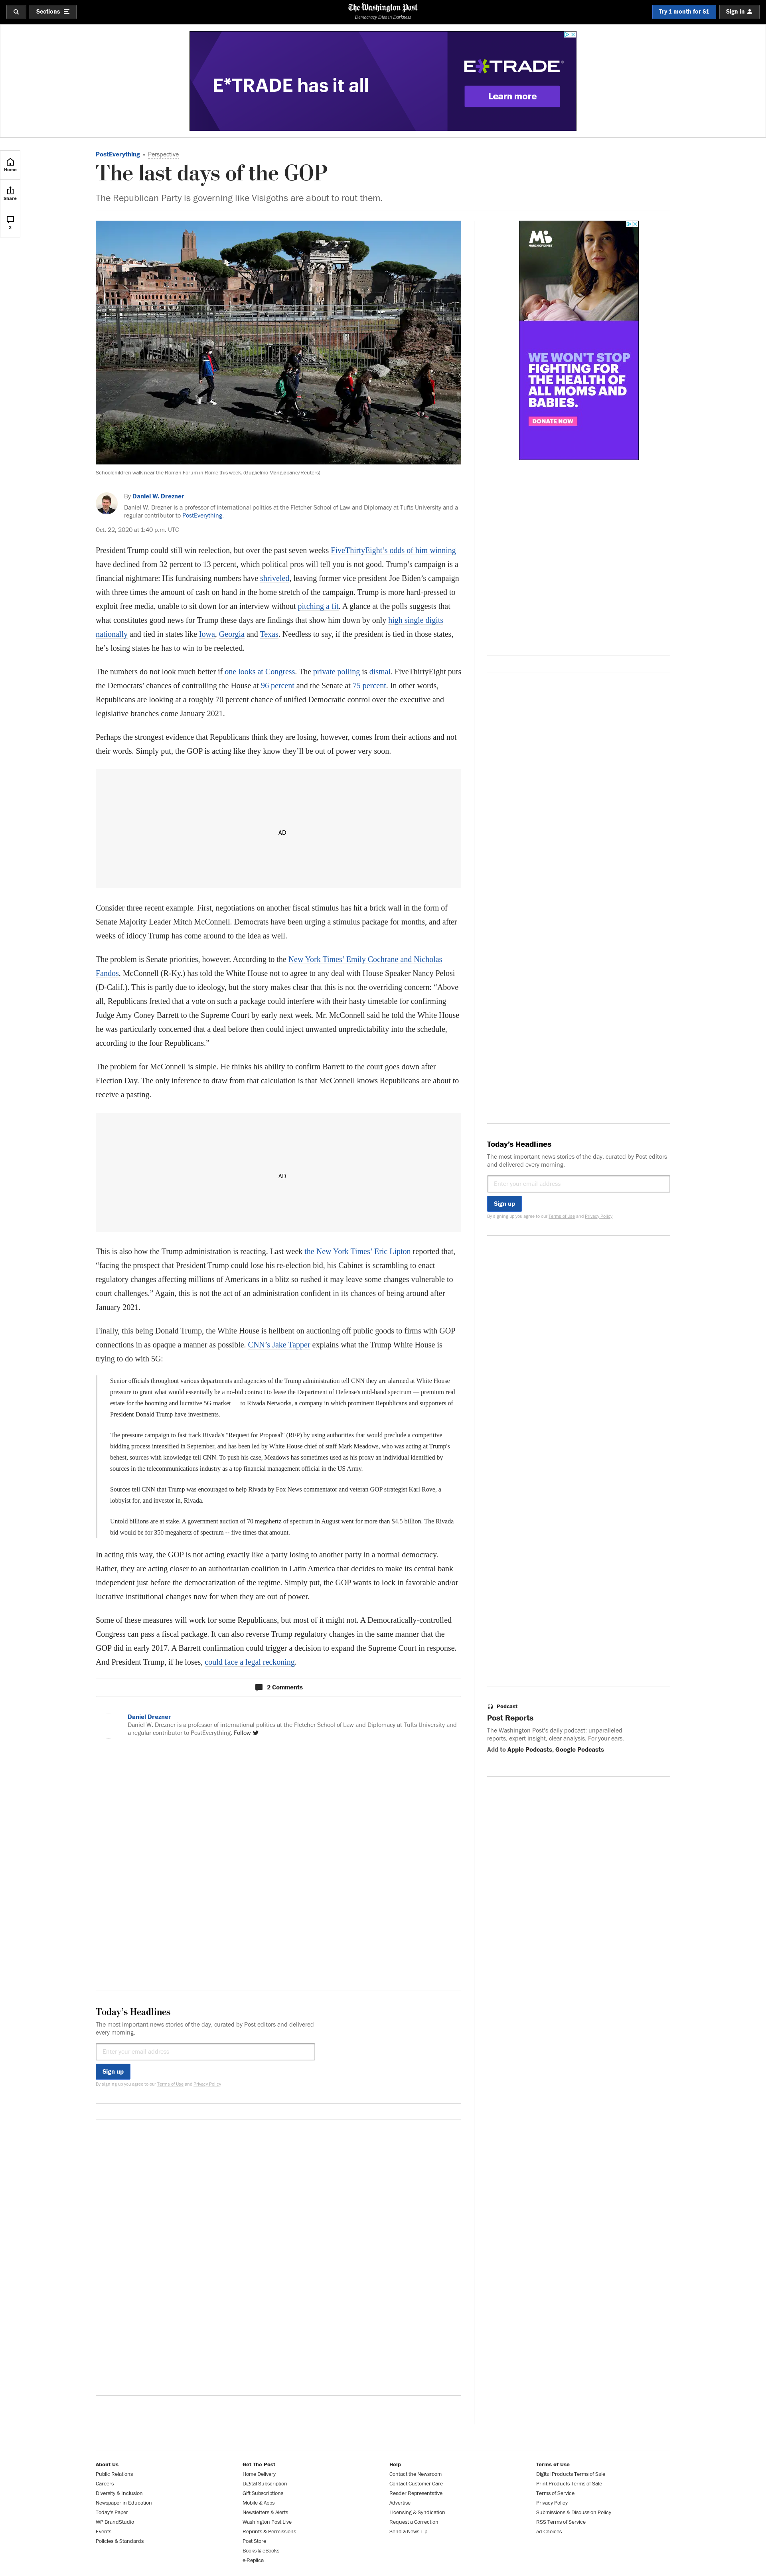 Sections
The Washington Post
Democracy Dies in Darkness
Try 1 month for $1
Sign in
E*TRADE has it all
E*TRADE
Learn more
Home
Share
2
PostEverything • Perspective
The last days of the GOP
The Republican Party is governing like Visigoths are about to rout them.
MARCH OF DIMES
WE WON'T STOP
FIGHTING FOR
THE HEALTH OF
ALL MOMS AND
BABIES.
DONATE NOW
Schoolchildren walk near the Roman Forum in Rome this week. (Guglielmo Mangiapane/Reuters)
By Daniel W. Drezner
Daniel W. Drezner is a professor of international politics at the Fletcher School of Law and Diplomacy at Tufts University and a
regular contributor to PostEverything.
Oct. 22, 2020 at 1:40 p.m. UTC
President Trump could still win reelection, but over the past seven weeks FiveThirtyEight's odds of him winning
have declined from 32 percent to 13 percent, which political pros will tell you is not good. Trump's campaign is a
financial nightmare: His fundraising numbers have shriveled, leaving former vice president Joe Biden's campaign
with three times the amount of cash on hand in the home stretch of the campaign. Trump is more hard-pressed to
exploit free media, unable to sit down for an interview without pitching a fit. A glance at the polls suggests that
what constitutes good news for Trump these days are findings that show him down by only high single digits
nationally and tied in states like Iowa, Georgia and Texas. Needless to say, if the president is tied in those states,
he's losing states he has to win to be reelected.
The numbers do not look much better if one looks at Congress. The private polling is dismal. FiveThirtyEight puts
the Democrats' chances of controlling the House at 96 percent and the Senate at 75 percent. In other words,
Republicans are looking at a roughly 70 percent chance of unified Democratic control over the executive and
legislative branches come January 2021.
Perhaps the strongest evidence that Republicans think they are losing, however, comes from their actions and not
their words. Simply put, the GOP is acting like they know they'll be out of power very soon.
AD
Consider three recent example. First, negotiations on another fiscal stimulus has hit a brick wall in the form of
Senate Majority Leader Mitch McConnell. Democrats have been urging a stimulus package for months, and after
weeks of idiocy Trump has come around to the idea as well.
The problem is Senate priorities, however. According to the New York Times' Emily Cochrane and Nicholas
Fandos, McConnell (R-Ky.) has told the White House not to agree to any deal with House Speaker Nancy Pelosi
(D-Calif.). This is partly due to ideology, but the story makes clear that this is not the overriding concern: "Above
all, Republicans fretted that a vote on such a package could interfere with their hasty timetable for confirming
Judge Amy Coney Barrett to the Supreme Court by early next week. Mr. McConnell said he told the White House
he was particularly concerned that a deal before then could inject unwanted unpredictability into the schedule,
according to the four Republicans."
The problem for McConnell is simple. He thinks his ability to confirm Barrett to the court goes down after
Election Day. The only inference to draw from that calculation is that McConnell knows Republicans are about to
receive a pasting.
AD
Today's Headlines
The most important news stories of the day, curated by Post editors
and delivered every morning.
Enter your email address
Sign up
By signing up you agree to our Terms of Use and Privacy Policy
This is also how the Trump administration is reacting. Last week the New York Times' Eric Lipton reported that,
"facing the prospect that President Trump could lose his re-election bid, his Cabinet is scrambling to enact
regulatory changes affecting millions of Americans in a blitz so rushed it may leave some changes vulnerable to
court challenges." Again, this is not the act of an administration confident in its chances of being around after
January 2021.
Finally, this being Donald Trump, the White House is hellbent on auctioning off public goods to firms with GOP
connections in as opaque a manner as possible. CNN's Jake Tapper explains what the Trump White House is
trying to do with 5G:
Senior officials throughout various departments and agencies of the Trump administration tell CNN they are alarmed at White House
pressure to grant what would essentially be a no-bid contract to lease the Department of Defense's mid-band spectrum — premium real
estate for the booming and lucrative 5G market — to Rivada Networks, a company in which prominent Republicans and supporters of
President Donald Trump have investments.
The pressure campaign to fast track Rivada's "Request for Proposal" (RFP) by using authorities that would preclude a competitive
bidding process intensified in September, and has been led by White House chief of staff Mark Meadows, who was acting at Trump's
behest, sources with knowledge tell CNN. To push his case, Meadows has sometimes used as his proxy an individual identified by
sources in the telecommunications industry as a top financial management official in the US Army.
Sources tell CNN that Trump was encouraged to help Rivada by Fox News commentator and veteran GOP strategist Karl Rove, a
lobbyist for, and investor in, Rivada.
Untold billions are at stake. A government auction of 70 megahertz of spectrum in August went for more than $4.5 billion. The Rivada
bid would be for 350 megahertz of spectrum -- five times that amount.
In acting this way, the GOP is not acting exactly like a party losing to another party in a normal democracy.
Rather, they are acting closer to an authoritarian coalition in Latin America that decides to make its central bank
independent just before the democratization of the regime. Simply put, the GOP wants to lock in favorable and/or
lucrative institutional changes now for when they are out of power.
Some of these measures will work for some Republicans, but most of it might not. A Democratically-controlled
Congress can pass a fiscal package. It can also reverse Trump regulatory changes in the same manner that the
GOP did in early 2017. A Barrett confirmation could trigger a decision to expand the Supreme Court in response.
And President Trump, if he loses, could face a legal reckoning.
2 Comments
Daniel Drezner
Daniel W. Drezner is a professor of international politics at the Fletcher School of Law and Diplomacy at Tufts University and
a regular contributor to PostEverything. Follow
Podcast
Post Reports
The Washington Post's daily podcast: unparalleled
reports, expert insight, clear analysis. For your ears.
Add to Apple Podcasts, Google Podcasts
Today's Headlines
The most important news stories of the day, curated by Post editors and delivered
every morning.
Enter your email address
Sign up
By signing up you agree to our Terms of Use and Privacy Policy
About Us
Public Relations
Careers
Diversity & Inclusion
Newspaper in Education
Today's Paper
WP BrandStudio
Events
Policies & Standards
Get The Post
Home Delivery
Digital Subscription
Gift Subscriptions
Mobile & Apps
Newsletters & Alerts
Washington Post Live
Reprints & Permissions
Post Store
Books & eBooks
e-Replica
Help
Contact the Newsroom
Contact Customer Care
Reader Representative
Advertise
Licensing & Syndication
Request a Correction
Send a News Tip
Terms of Use
Digital Products Terms of Sale
Print Products Terms of Sale
Terms of Service
Privacy Policy
Submissions & Discussion Policy
RSS Terms of Service
Ad Choices